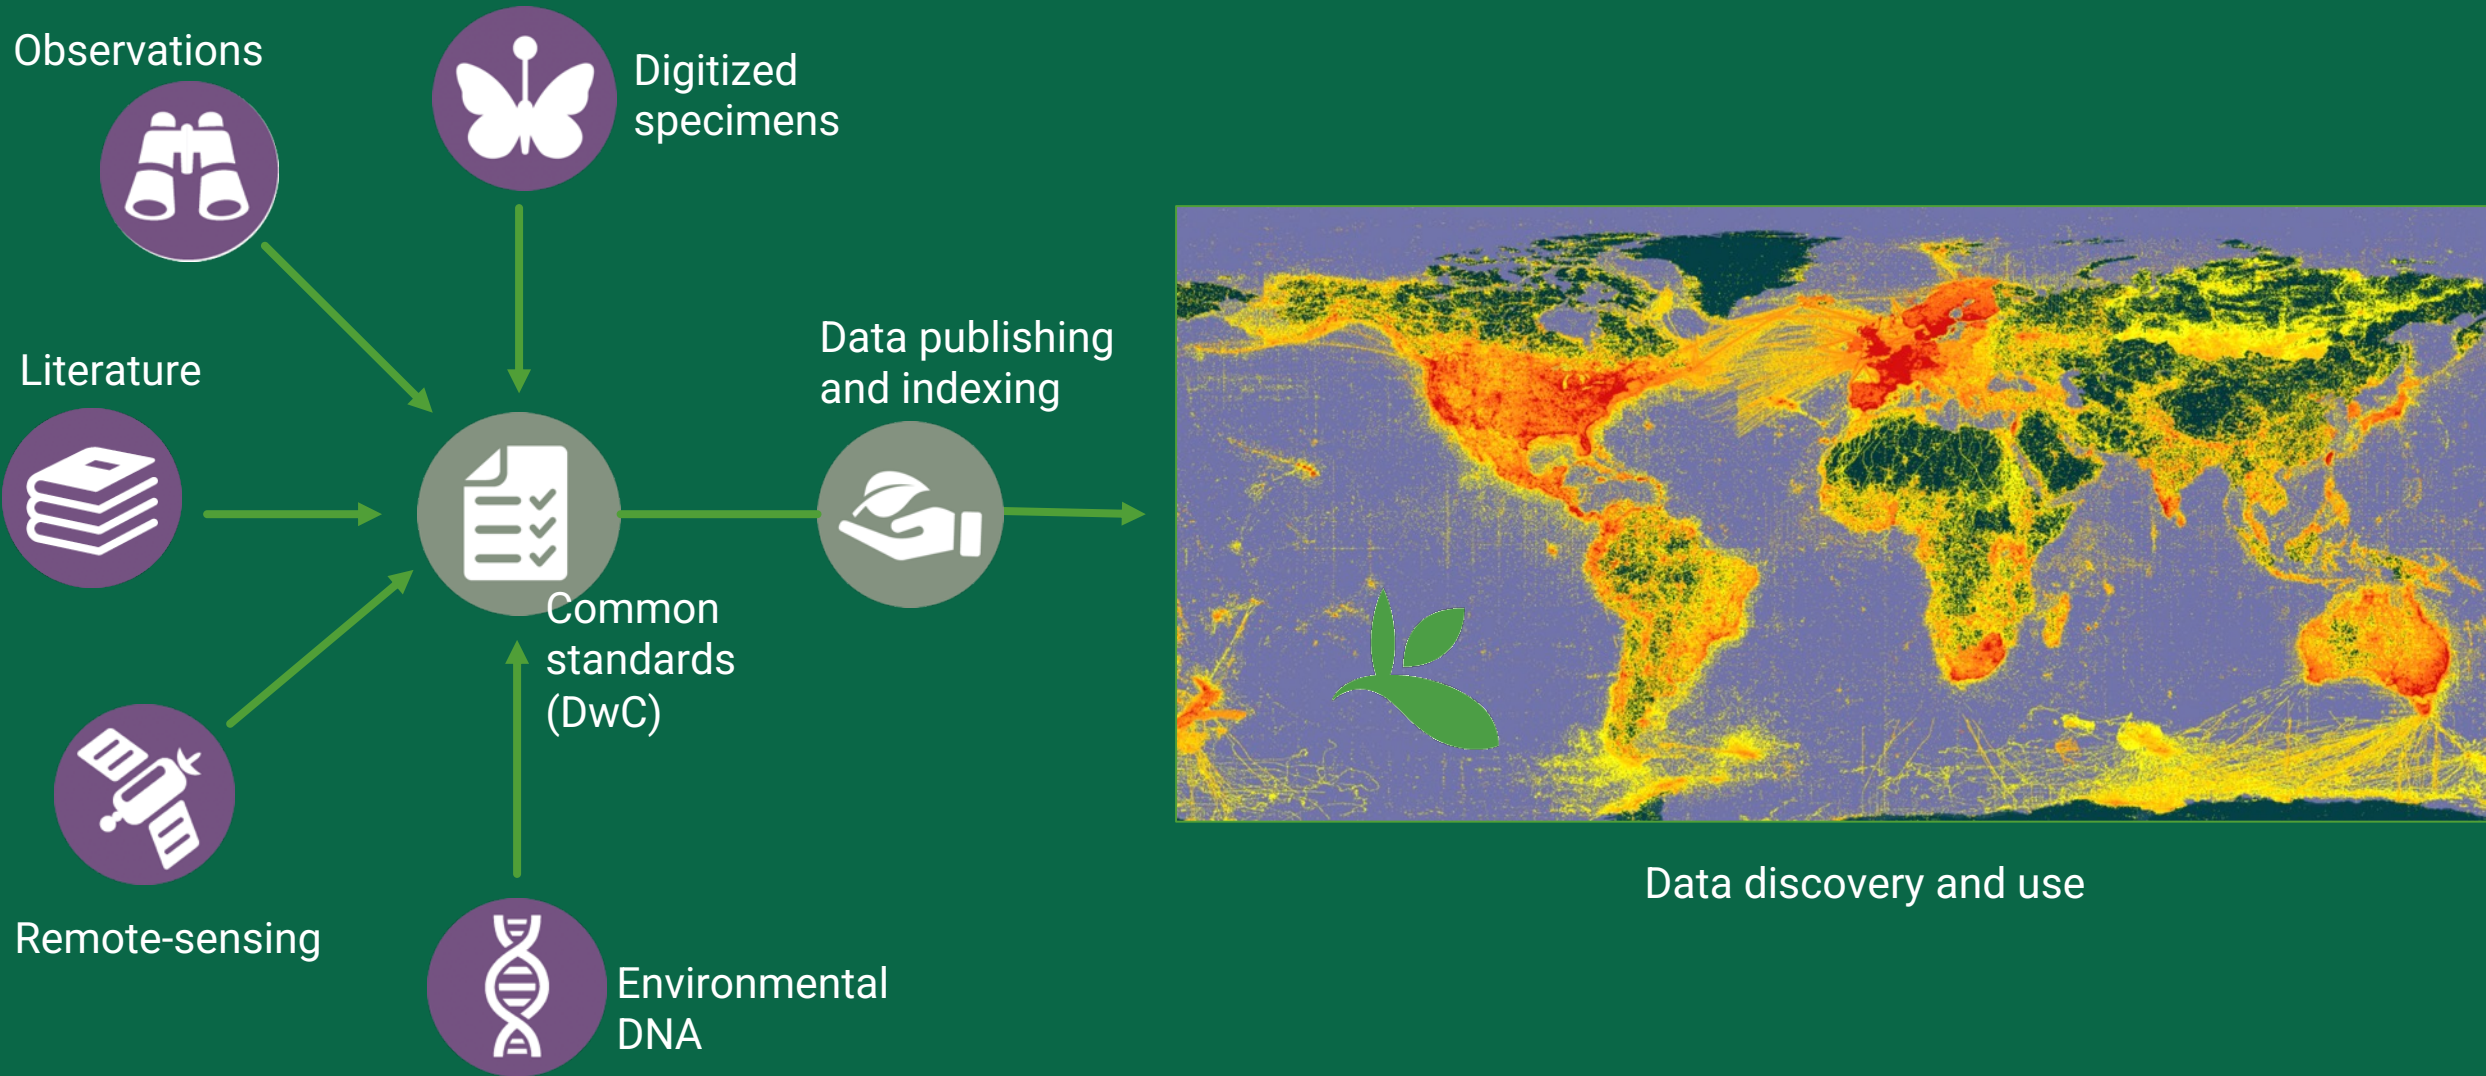 Observations
Digitized
specimens
Literature
Data publishing
and indexing
Common
standards
(DwC)
Remote-sensing
Environmental
DNA
Data discovery and use